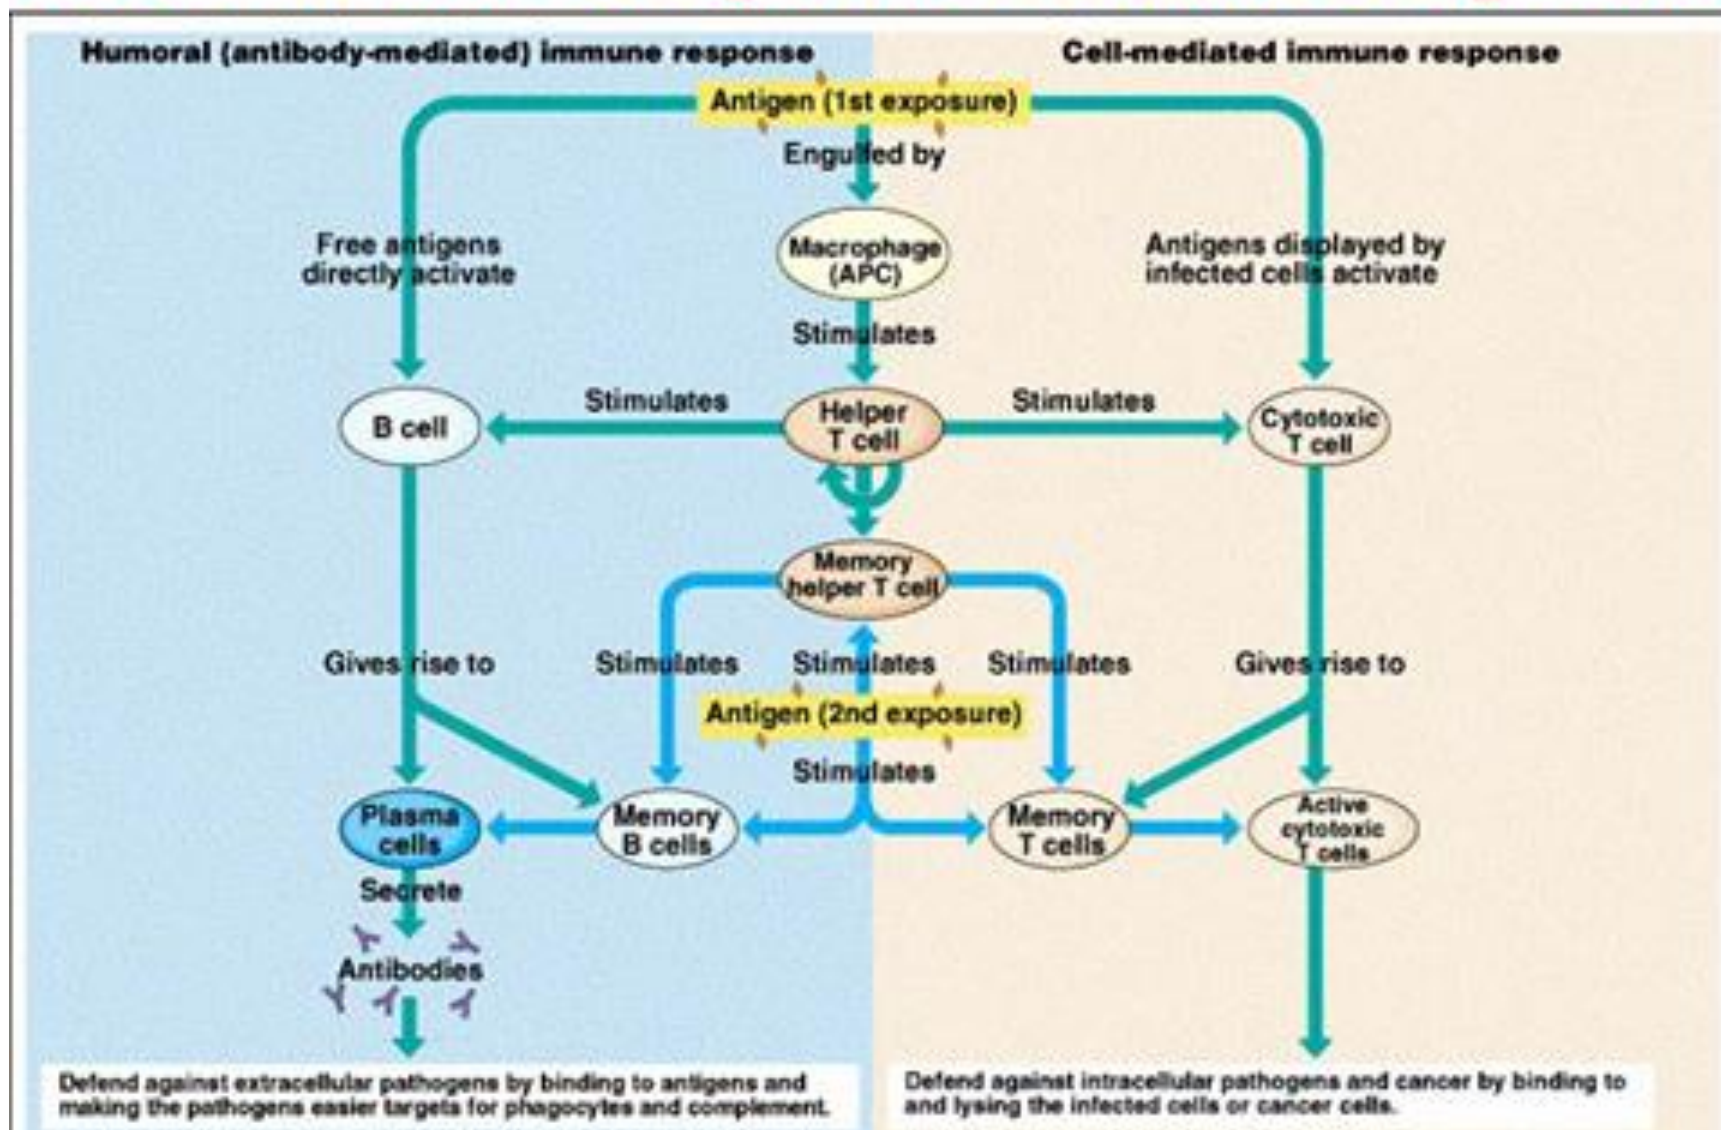 Humoral (antibody-mediated) immune response
Cell-mediated immune response
Antigen (1st exposure)
Engulfed by
Free antigens
directly activate
Macrophage
(APC)
Antigens displayed by
infected cells activate
Stimulates
B cell
Stimulates
Helper
T cell
Stimulates
Cytotoxic
T cell
Memory
helper T cell
Gives rise to
Stimulates
Stimulates
Stimulates
Gives rise to
Antigen (2nd exposure)
Stimulates
Plasma
cells
Memory
B cells
Memory
T cells
Active
cytotoxic
T cells
Secrete
Antibodies
Defend against extracellular pathogens by binding to antigens and
making the pathogens easier targets for phagocytes and complement.
Defend against intracellular pathogens and cancer by binding to
and lysing the infected cells or cancer cells.